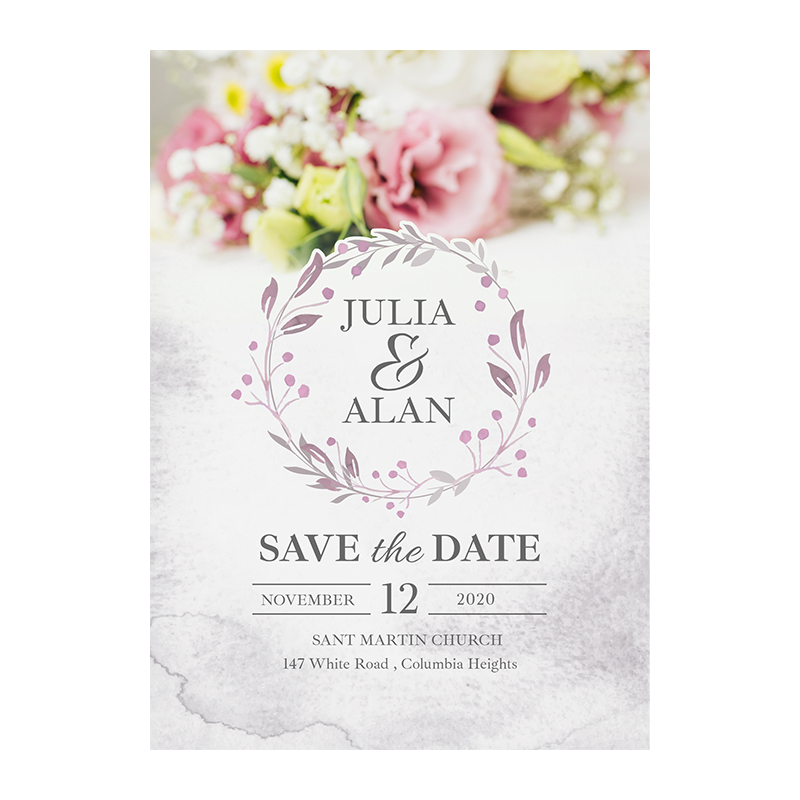 JULIA
&
ALAN
SAVE the DATE
NOVEMBER 12 2020
SANT MARTIN CHURCH
147 White Road , Columbia Heights